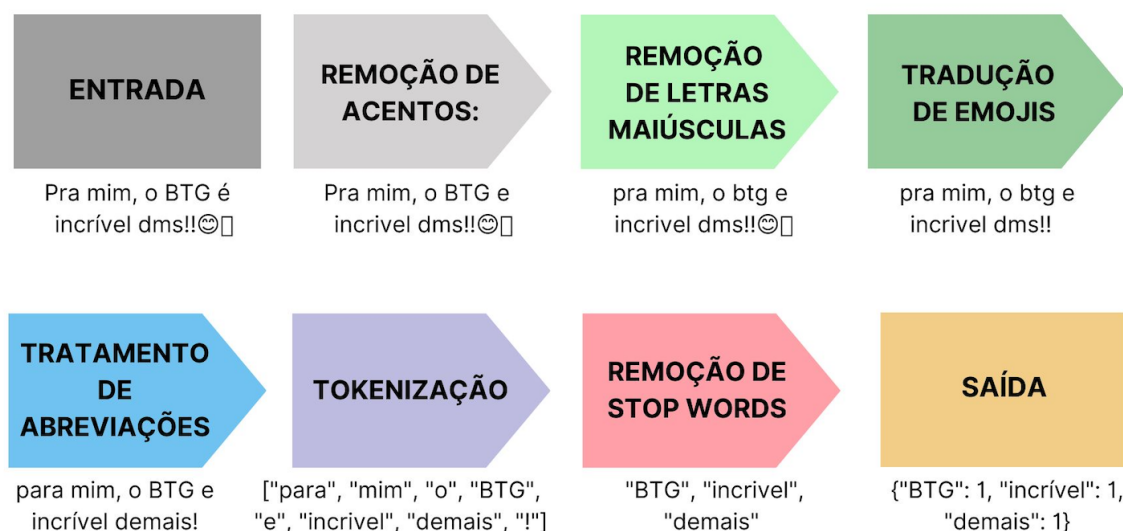 ENTRADA
Pra mim, o BTG é
incrível dms!!😊▯
REMOÇÃO DE
ACENTOS:
Pra mim, o BTG e
incrivel dms!!😊▯
REMOÇÃO
DE LETRAS
MAIÚSCULAS
pra mim, o btg e
incrivel dms!!😊▯
TRADUÇÃO
DE EMOJIS
pra mim, o btg e
incrivel dms!!
TRATAMENTO
DE
ABREVIAÇÕES
para mim, o BTG e
incrível demais!
TOKENIZAÇÃO
["para", "mim", "o", "BTG",
"e", "incrivel", "demais", "!"]
REMOÇÃO DE
STOP WORDS
"BTG", "incrivel",
"demais"
SAÍDA
{"BTG": 1, "incrível": 1,
"demais": 1}